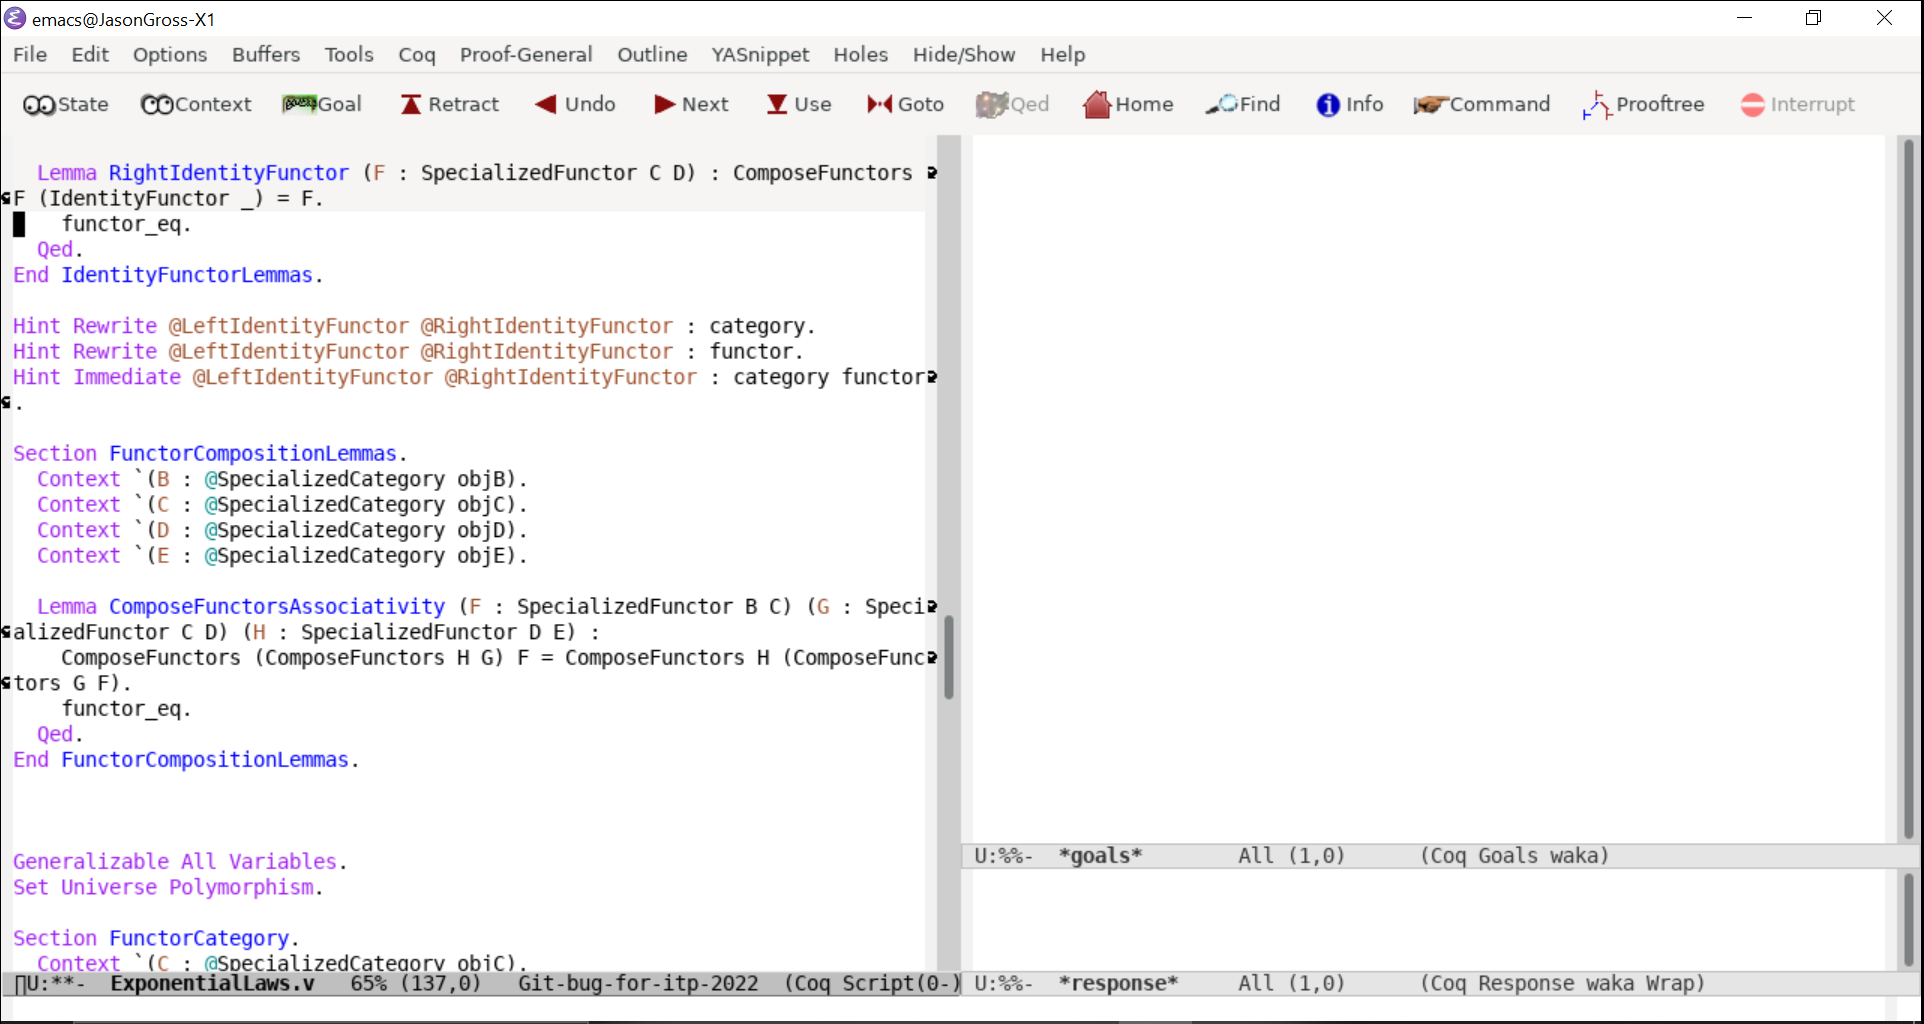 emacs@JasonGross-X1
File Edit Options Buffers Tools Coq Proof-General Outline YASnippet Holes Hide/Show Help
State Context Goal Retract Undo Next Use Goto Qed Home Find Info Command Prooftree Interrupt
  Lemma RightIdentityFunctor (F : SpecializedFunctor C D) : ComposeFunctors
F (IdentityFunctor _) = F.
    functor_eq.
  Qed.
End IdentityFunctorLemmas.
Hint Rewrite @LeftIdentityFunctor @RightIdentityFunctor : category.
Hint Rewrite @LeftIdentityFunctor @RightIdentityFunctor : functor.
Hint Immediate @LeftIdentityFunctor @RightIdentityFunctor : category functor
.
Section FunctorCompositionLemmas.
  Context `(B : @SpecializedCategory objB).
  Context `(C : @SpecializedCategory objC).
  Context `(D : @SpecializedCategory objD).
  Context `(E : @SpecializedCategory objE).
  Lemma ComposeFunctorsAssociativity (F : SpecializedFunctor B C) (G : Speci
alizedFunctor C D) (H : SpecializedFunctor D E) :
    ComposeFunctors (ComposeFunctors H G) F = ComposeFunctors H (ComposeFunc
tors G F).
    functor_eq.
  Qed.
End FunctorCompositionLemmas.
Generalizable All Variables.
Set Universe Polymorphism.
Section FunctorCategory.
  Context `(C : @SpecializedCategory objC).
U:**-  ExponentialLaws.v   65% (137,0)   Git-bug-for-itp-2022  (Coq Script(0-)
U:%%-  *goals*        All (1,0)      (Coq Goals waka)
U:%%-  *response*     All (1,0)      (Coq Response waka Wrap)